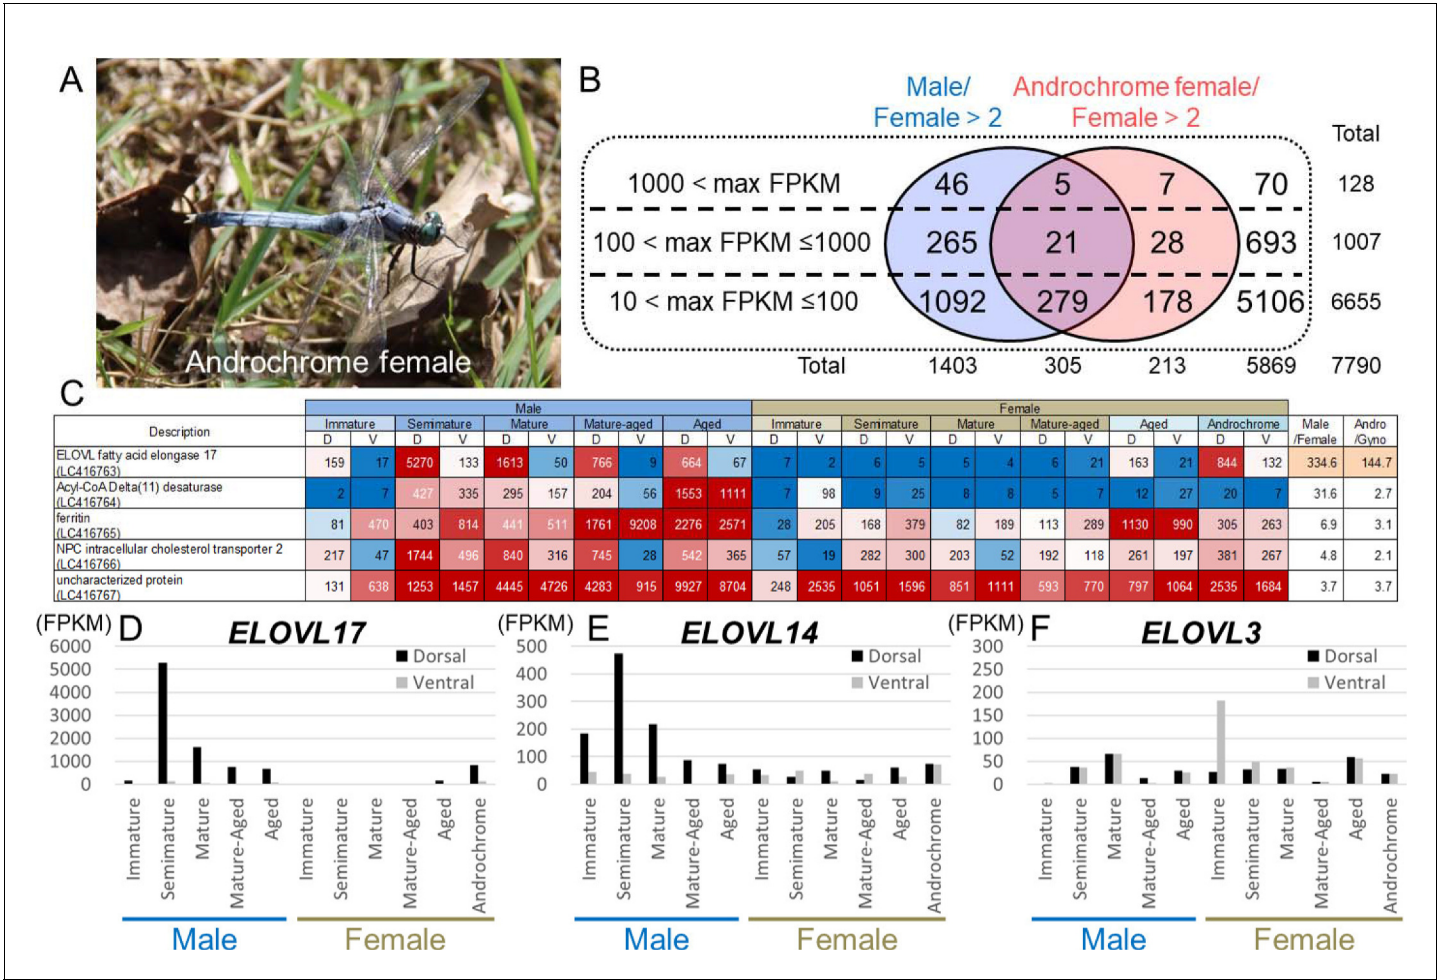 A
Androchrome female
B
Male/
Female > 2
Androchrome female/
Female > 2
Total
1000 < max FPKM 46 5 7 70 128
100 < max FPKM ≤1000 265 21 28 693 1007
10 < max FPKM ≤100 1092 279 178 5106 6655
Total 1403 305 213 5869 7790
C
Description Male Female Male /Female Andro /Gyno
Immature Semimature Mature Mature-aged Aged Immature Semimature Mature Mature-aged Aged Androchrome
D V D V D V D V D V D V D V D V D V D V D V
ELOVL fatty acid elongase 17
(LC416763) 159 17 5270 133 1613 50 766 9 664 67 7 2 6 5 5 4 6 21 163 21 844 132 334.6 144.7
Acyl-CoA Delta(11) desaturase
(LC416764) 2 7 427 335 295 157 204 56 1553 1111 7 98 9 25 8 8 5 7 12 27 20 7 31.6 2.7
ferritin
(LC416765) 81 470 403 814 441 511 1761 9208 2276 2571 28 205 168 379 82 189 113 289 1130 990 305 263 6.9 3.1
NPC intracellular cholesterol transporter 2
(LC416766) 217 47 1744 496 840 316 745 28 542 365 57 19 282 300 203 52 192 118 261 197 381 267 4.8 2.1
uncharacterized protein
(LC416767) 131 638 1253 1457 4445 4726 4283 915 9927 8704 248 2535 1051 1596 851 1111 593 770 797 1064 2535 1684 3.7 3.7
(FPKM) D ELOVL17
6000
5000
4000
3000
2000
1000
0
Dorsal
Ventral
Immature
Semimature
Mature
Mature-Aged
Aged
Immature
Semimature
Mature
Mature-Aged
Aged
Androchrome
Male
Female
(FPKM) E ELOVL14
500
400
300
200
100
0
Dorsal
Ventral
Immature
Semimature
Mature
Mature-Aged
Aged
Immature
Semimature
Mature
Mature-Aged
Aged
Androchrome
Male
Female
(FPKM) F ELOVL3
300
250
200
150
100
50
0
Dorsal
Ventral
Immature
Semimature
Mature
Mature-Aged
Aged
Immature
Semimature
Mature
Mature-Aged
Aged
Androchrome
Male
Female